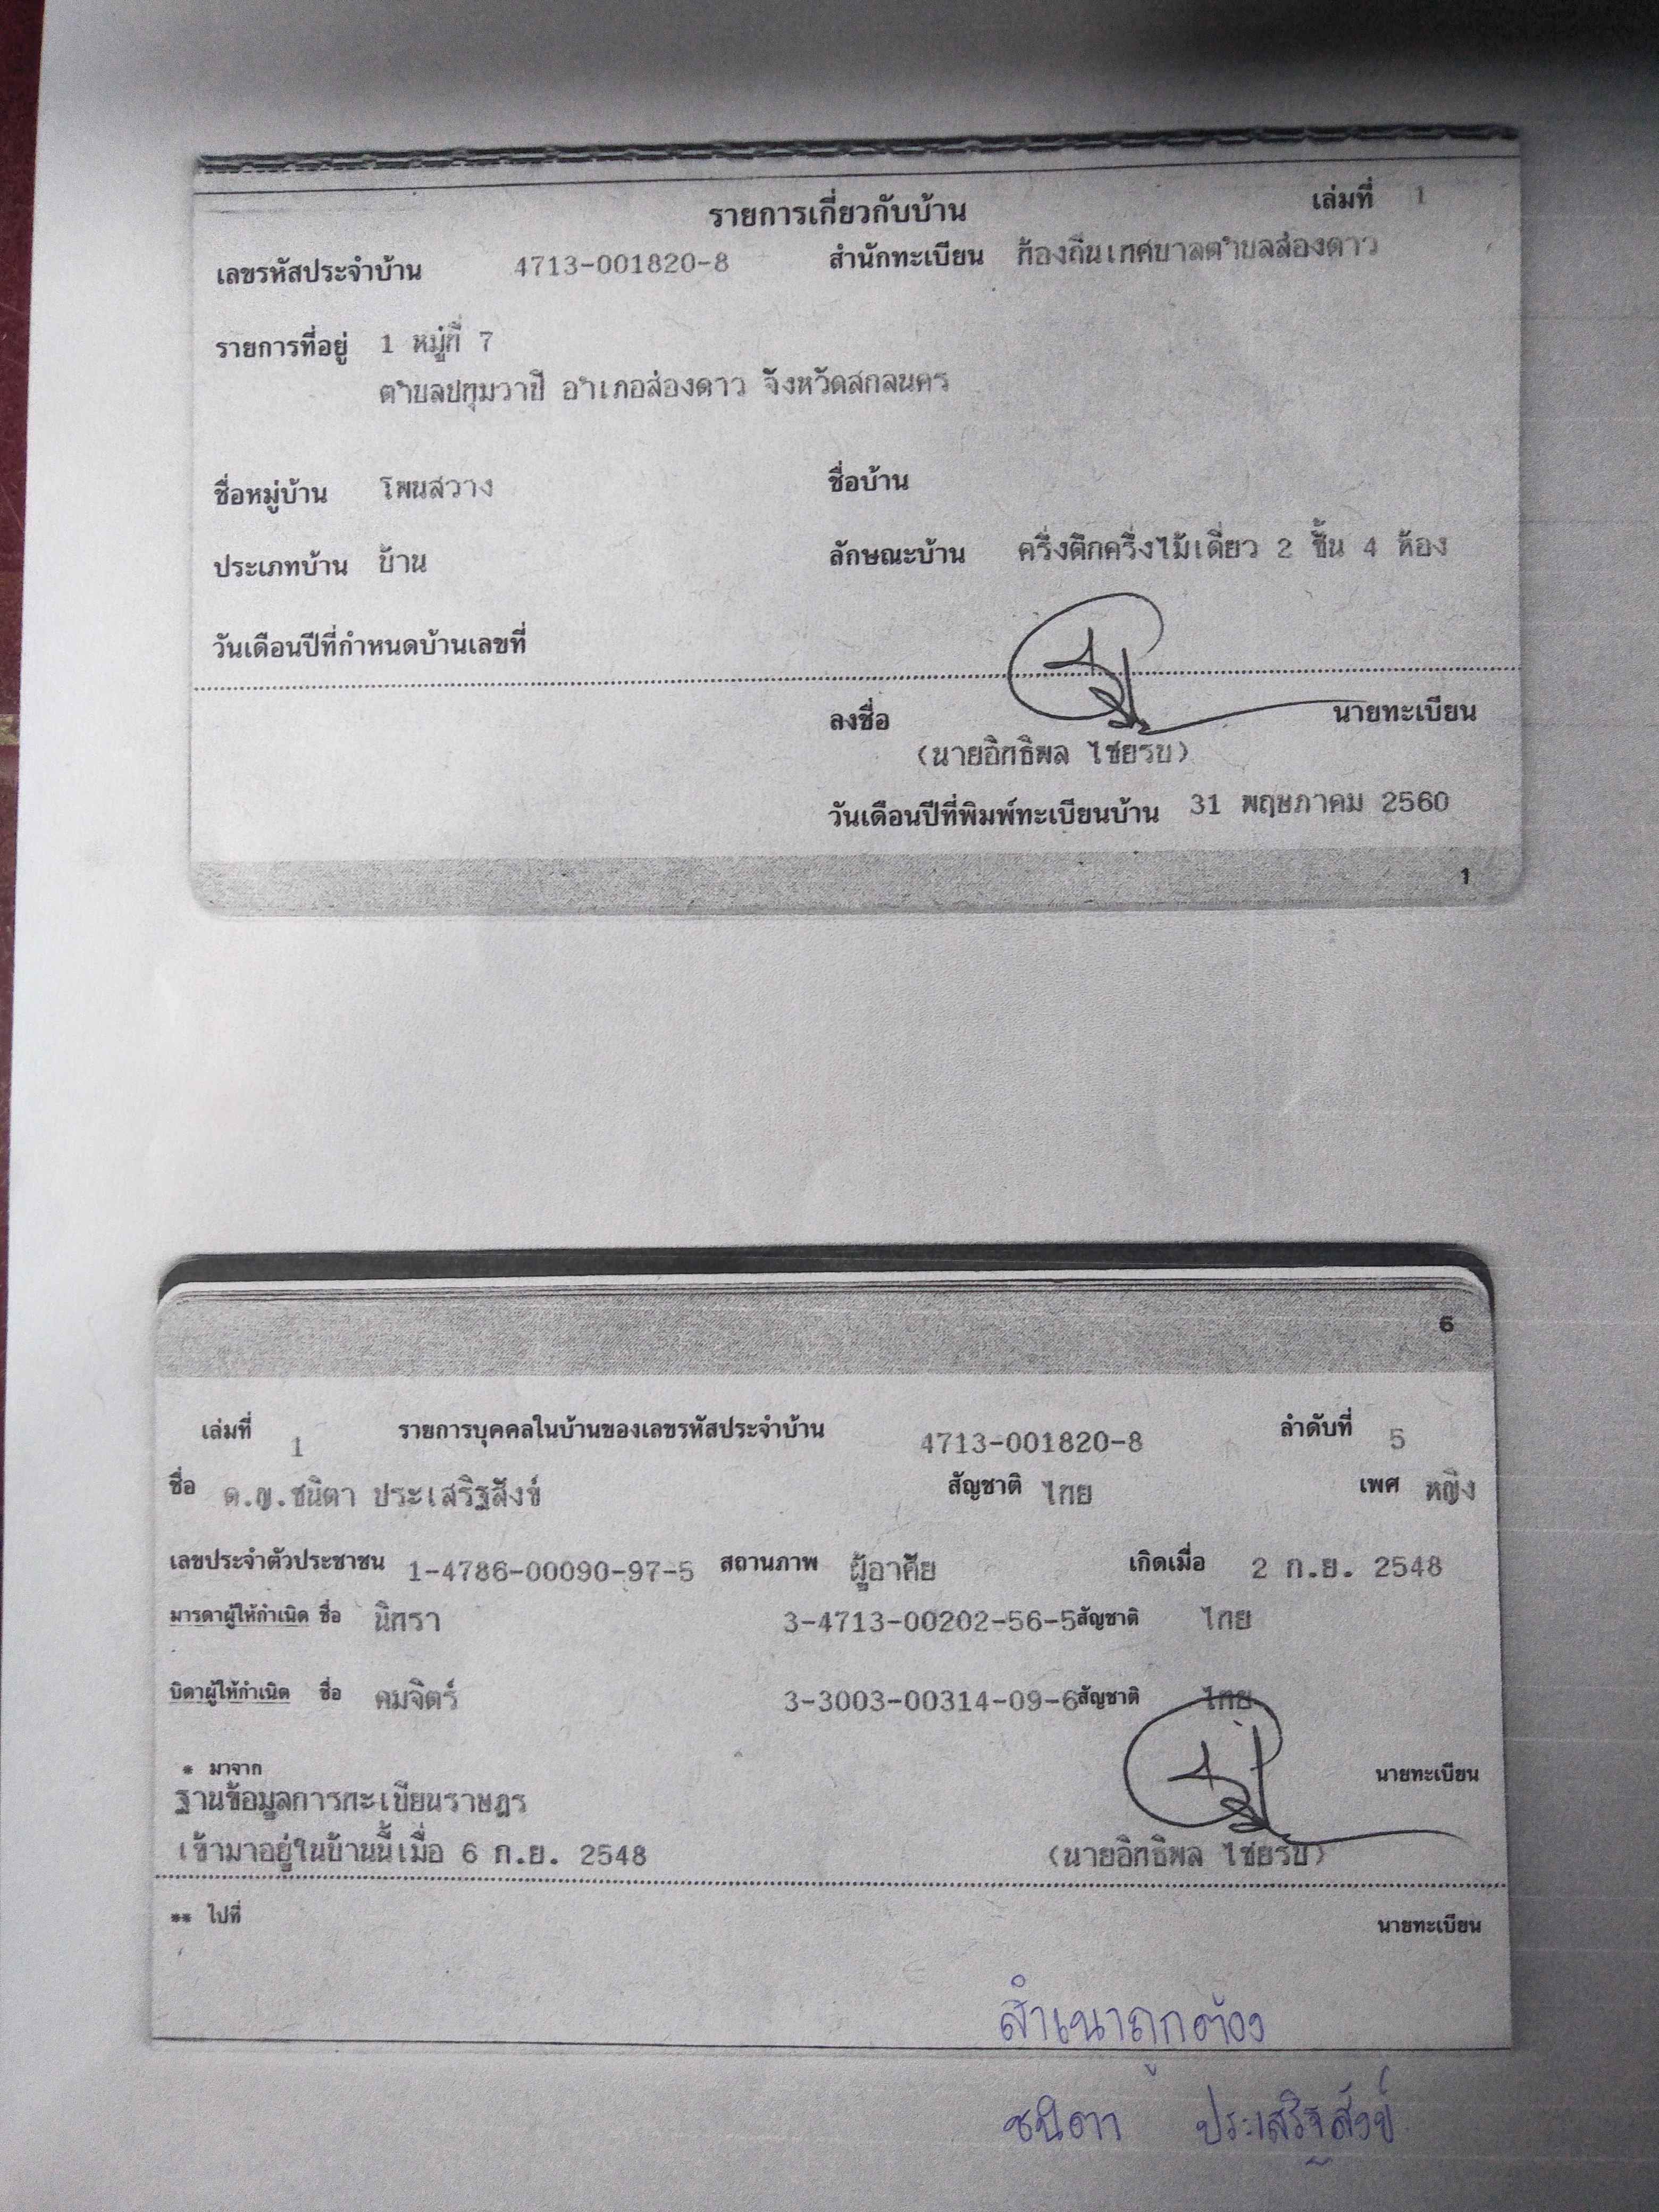 รายการเกี่ยวกับบ้าน เล่มที่ 1
เลขรหัสประจำบ้าน 4713-001820-8 สำนักทะเบียน ท้องถิ่นเทศบาลตำบลส่องดาว
รายการที่อยู่ 1 หมู่ที่ 7
ตำบลปทุมวาปี อำเภอส่องดาว จังหวัดสกลนคร
ชื่อหมู่บ้าน โพนสวาง ชื่อบ้าน
ประเภทบ้าน บ้าน ลักษณะบ้าน ครึ่งตึกครึ่งไม้เดี่ยว 2 ชั้น 4 ห้อง
วันเดือนปีที่กำหนดบ้านเลขที่
ลงชื่อ นายทะเบียน
(นายอิทธิพล ไชยรบ)
วันเดือนปีที่พิมพ์ทะเบียนบ้าน 31 พฤษภาคม 2560
1
6
เล่มที่ 1 รายการบุคคลในบ้านของเลขรหัสประจำบ้าน 4713-001820-8 ลำดับที่ 5
ชื่อ ด.ญ.ชนิตา ประเสริฐสังข์ สัญชาติ ไทย เพศ หญิง
เลขประจำตัวประชาชน 1-4786-00090-97-5 สถานภาพ ผู้อาศัย เกิดเมื่อ 2 ก.ย. 2548
มารดาผู้ให้กำเนิด ชื่อ นิทรา 3-4713-00202-56-5 สัญชาติ ไทย
บิดาผู้ให้กำเนิด ชื่อ คมจิตร์ 3-3003-00314-09-6 สัญชาติ ไทย
* มาจาก นายทะเบียน
ฐานข้อมูลการทะเบียนราษฎร
เข้ามาอยู่ในบ้านนี้เมื่อ 6 ก.ย. 2548 (นายอิทธิพล ไชยรบ)
** ไปที่ นายทะเบียน
สำเนาถูกต้อง
ชนิตา ประเสริฐสังข์